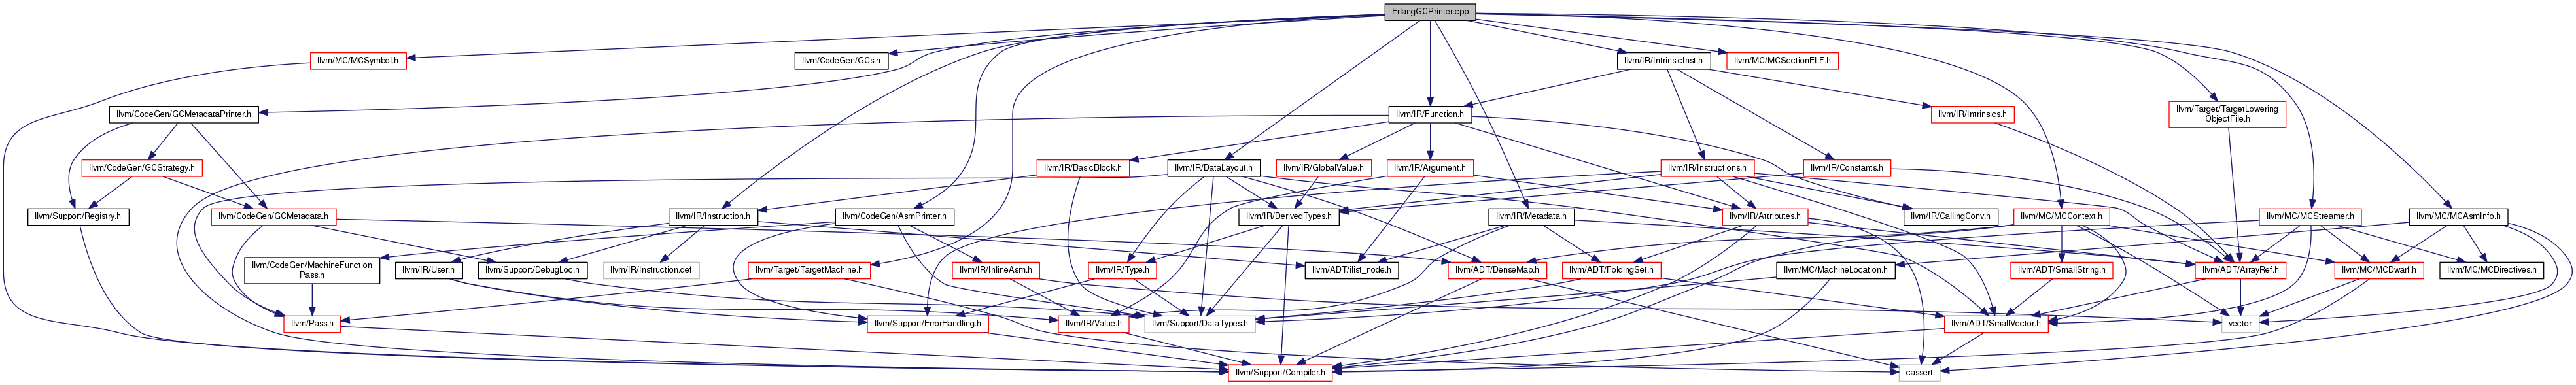 ErlangGCPrinter.cpp
llvm/MC/MCSymbol.h
llvm/CodeGen/GCs.h
llvm/IR/IntrinsicInst.h
llvm/MC/MCSectionELF.h
llvm/CodeGen/GCMetadataPrinter.h
llvm/IR/Function.h
llvm/IR/Intrinsics.h
llvm/Target/TargetLowering
ObjectFile.h
llvm/CodeGen/GCStrategy.h
llvm/IR/BasicBlock.h
llvm/IR/DataLayout.h
llvm/IR/GlobalValue.h
llvm/IR/Argument.h
llvm/IR/Instructions.h
llvm/IR/Constants.h
llvm/Support/Registry.h
llvm/CodeGen/GCMetadata.h
llvm/IR/Instruction.h
llvm/CodeGen/AsmPrinter.h
llvm/IR/DerivedTypes.h
llvm/IR/Metadata.h
llvm/IR/Attributes.h
llvm/IR/CallingConv.h
llvm/MC/MCContext.h
llvm/MC/MCStreamer.h
llvm/MC/MCAsmInfo.h
llvm/CodeGen/MachineFunction
Pass.h
llvm/IR/User.h
llvm/Support/DebugLoc.h
llvm/IR/Instruction.def
llvm/Target/TargetMachine.h
llvm/IR/InlineAsm.h
llvm/ADT/ilist_node.h
llvm/IR/Type.h
llvm/ADT/DenseMap.h
llvm/ADT/FoldingSet.h
llvm/MC/MachineLocation.h
llvm/ADT/SmallString.h
llvm/ADT/ArrayRef.h
llvm/MC/MCDwarf.h
llvm/MC/MCDirectives.h
llvm/Pass.h
llvm/Support/ErrorHandling.h
llvm/IR/Value.h
llvm/Support/DataTypes.h
llvm/ADT/SmallVector.h
vector
llvm/Support/Compiler.h
cassert